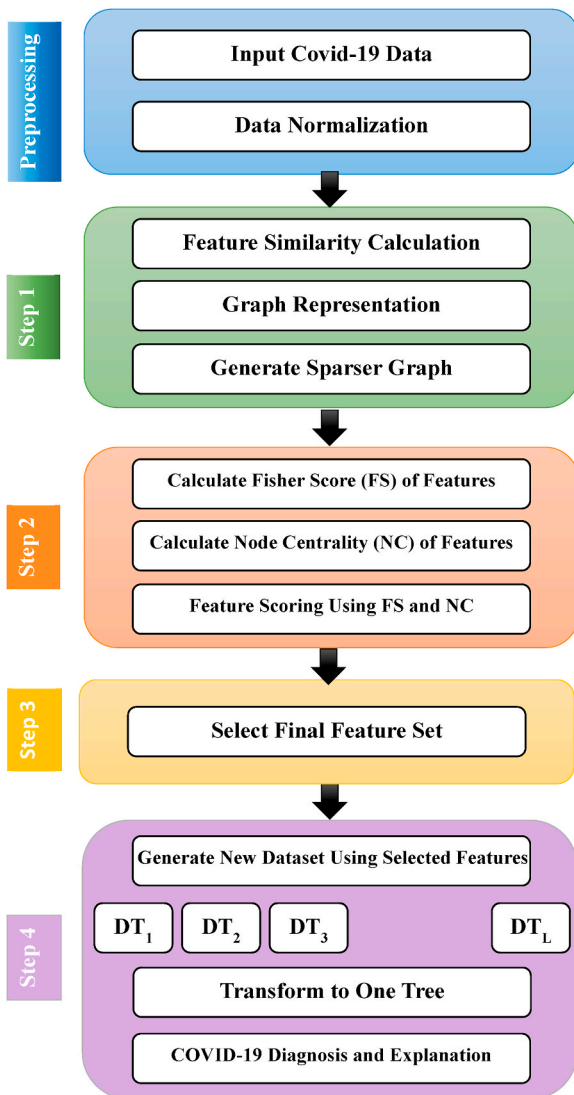 Preprocessing
Input Covid-19 Data
Data Normalization
Step 1
Feature Similarity Calculation
Graph Representation
Generate Sparser Graph
Step 2
Calculate Fisher Score (FS) of Features
Calculate Node Centrality (NC) of Features
Feature Scoring Using FS and NC
Step 3
Select Final Feature Set
Step 4
Generate New Dataset Using Selected Features
DT1 DT2 DT3 DTL
Transform to One Tree
COVID-19 Diagnosis and Explanation